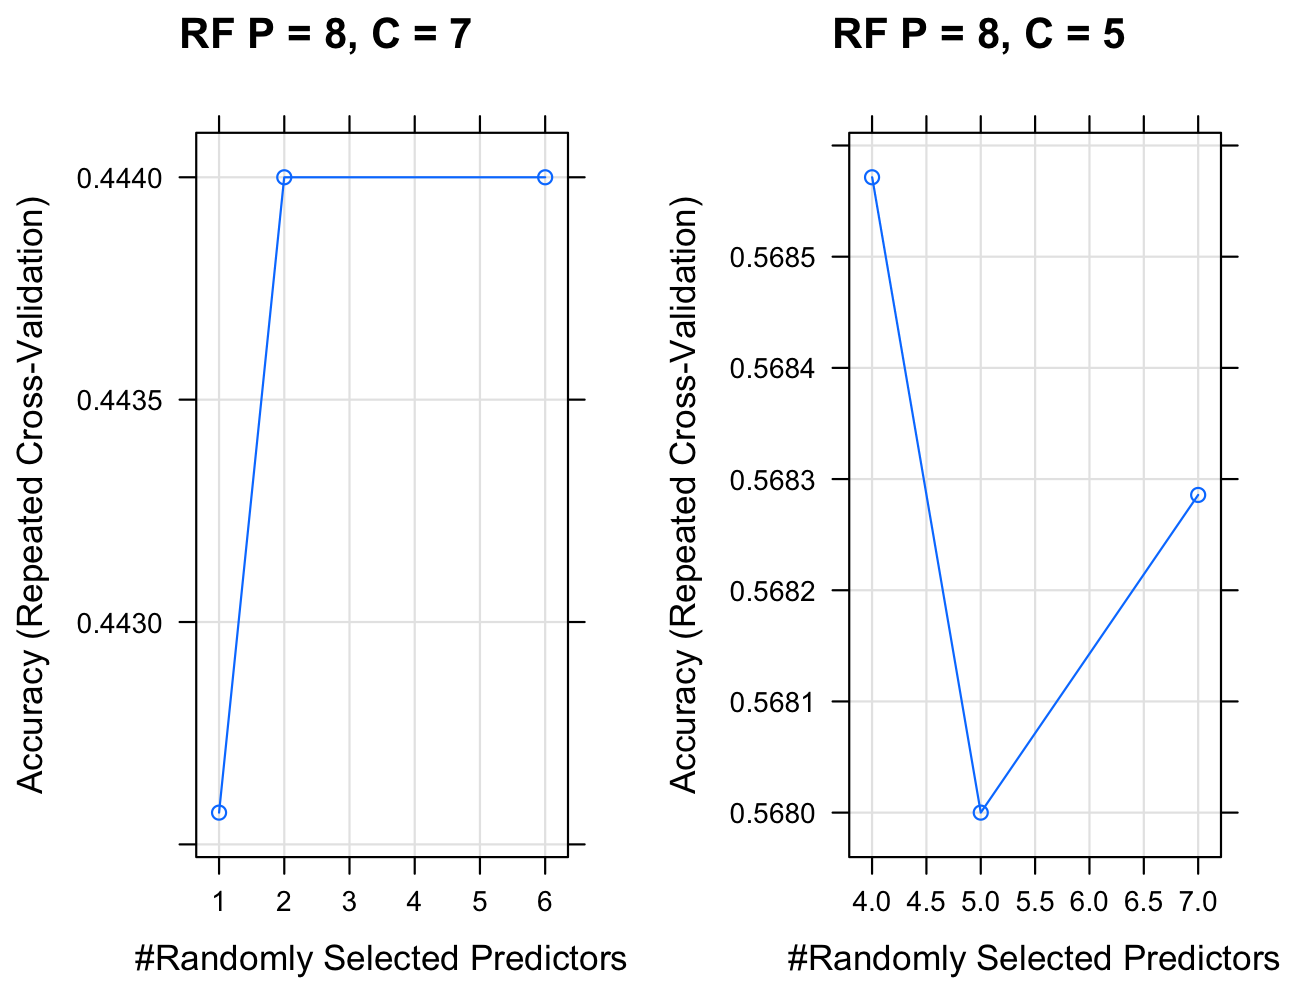 RF P = 8, C = 7
Accuracy (Repeated Cross-Validation)
0.4440
0.4435
0.4430
1 2 3 4 5 6
#Randomly Selected Predictors
RF P = 8, C = 5
Accuracy (Repeated Cross-Validation)
0.5685
0.5684
0.5683
0.5682
0.5681
0.5680
4.0 4.5 5.0 5.5 6.0 6.5 7.0
#Randomly Selected Predictors